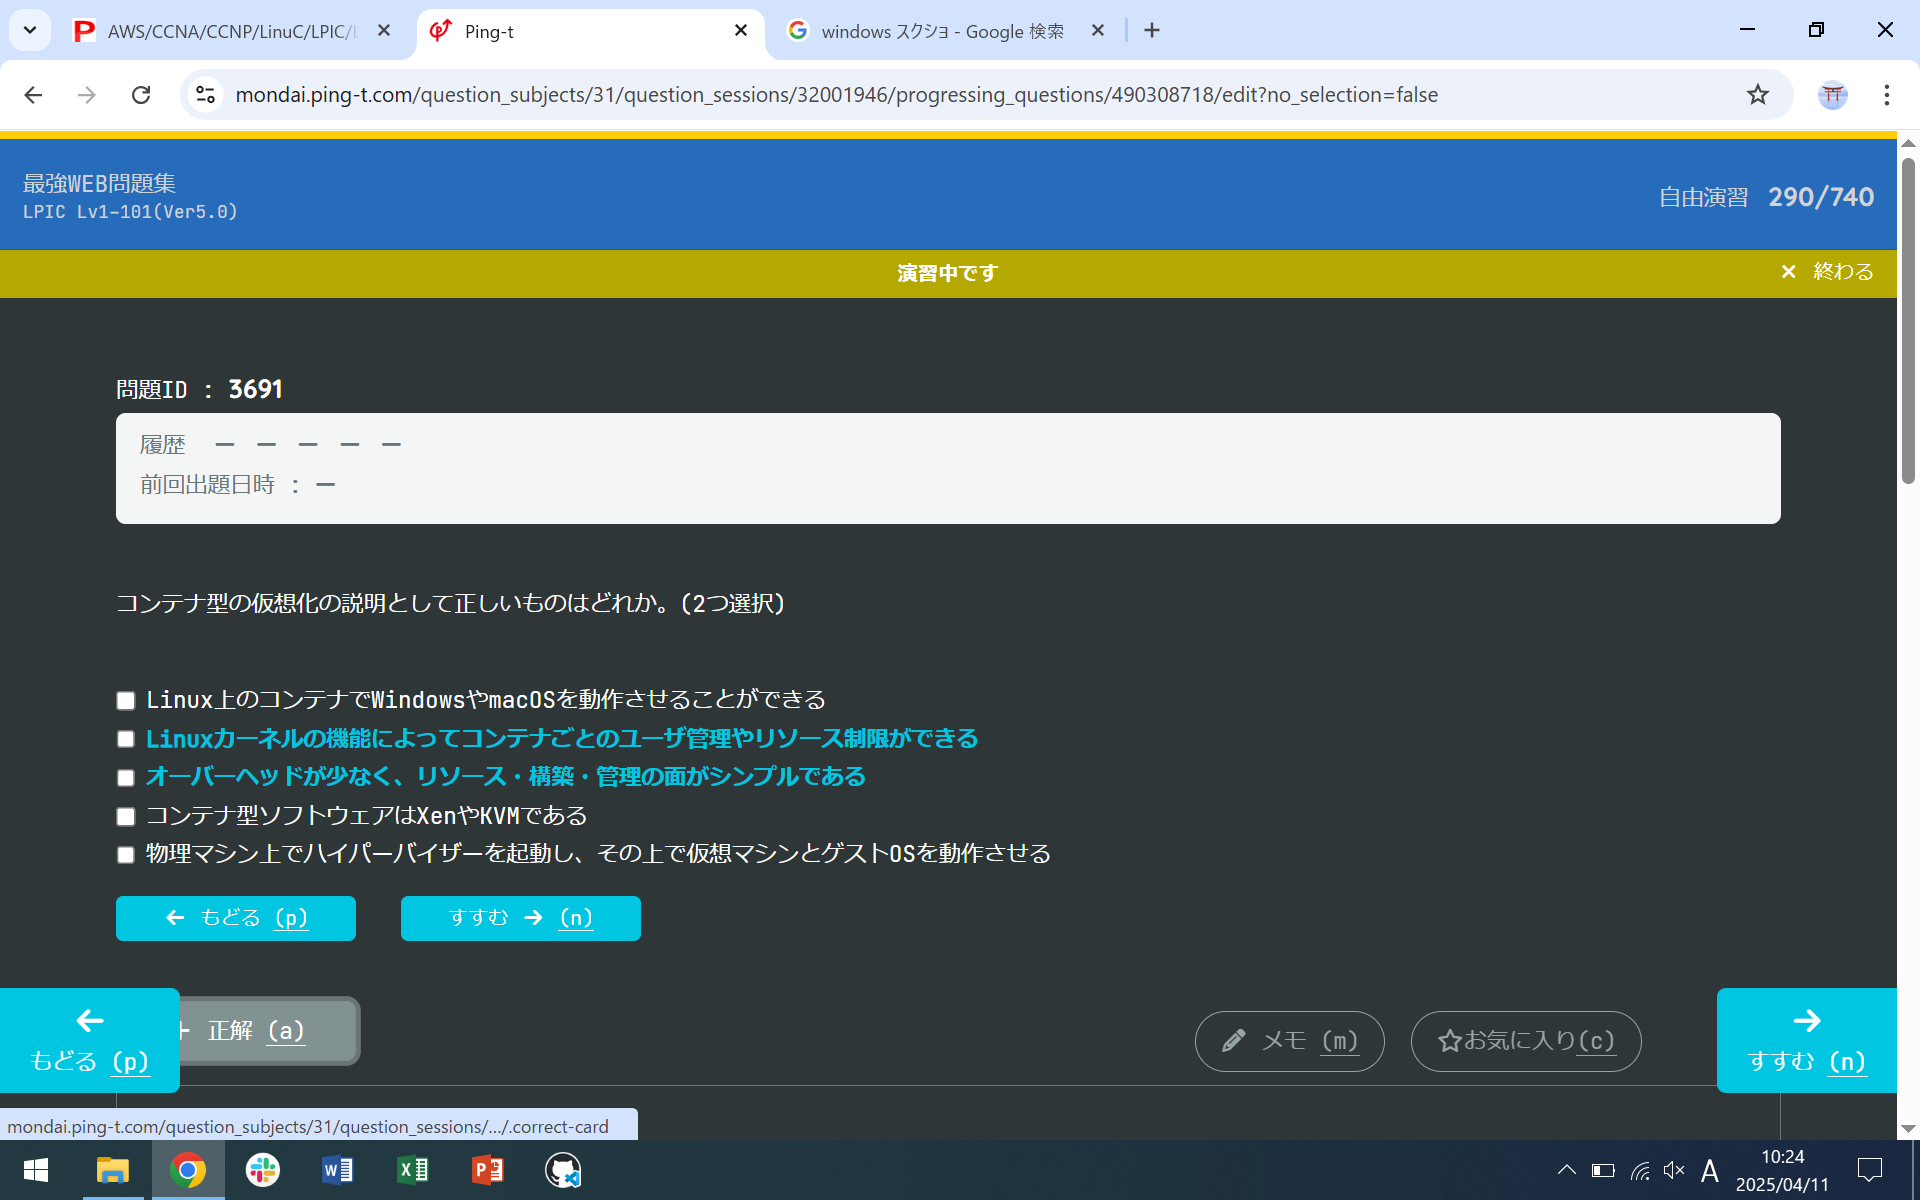 AWS/CCNA/CCNP/LinuC/LPIC/
Ping-t
windows スクショ - Google 検索
mondai.ping-t.com/question_subjects/31/question_sessions/32001946/progressing_questions/490308718/edit?no_selection=false
最強WEB問題集
LPIC Lv1-101(Ver5.0)
自由演習 290/740
演習中です
× 終わる
問題ID : 3691
履歴 ー ー ー ー ー
前回出題日時 : ー
コンテナ型の仮想化の説明として正しいものはどれか。(2つ選択)
Linux上のコンテナでWindowsやmacOSを動作させることができる
Linuxカーネルの機能によってコンテナごとのユーザ管理やリソース制限ができる
オーバーヘッドが少なく、リソース・構築・管理の面がシンプルである
コンテナ型ソフトウェアはXenやKVMである
物理マシン上でハイパーバイザーを起動し、その上で仮想マシンとゲストOSを動作させる
← もどる (p)
すすむ → (n)
←
もどる (p)
正解 (a)
メモ (m)
☆お気に入り(c)
→
すすむ (n)
mondai.ping-t.com/question_subjects/31/question_sessions/.../.correct-card
A
10:24
2025/04/11